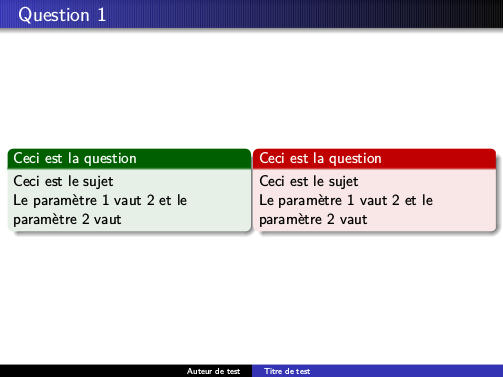 Question 1
Ceci est la question
Ceci est le sujet
Le paramètre 1 vaut 2 et le
paramètre 2 vaut
Ceci est la question
Ceci est le sujet
Le paramètre 1 vaut 2 et le
paramètre 2 vaut
Auteur de test
Titre de test